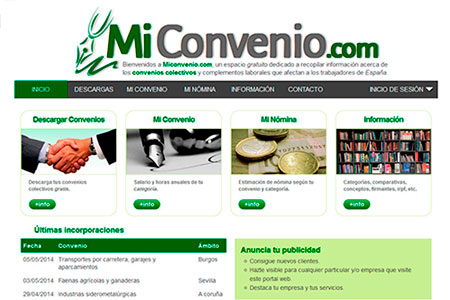 Mi Convenio.com
Bienvenidos a Miconvenio.com, un espacio gratuito dedicado a recopilar información acerca de
los convenios colectivos y complementos laborales que afectan a los trabajadores de España
INICIO DESCARGAS MI CONVENIO MI NÓMINA INFORMACIÓN CONTACTO INICIO DE SESIÓN
Descargar Convenios Mi Convenio Mi Nómina Información
Descarga tus convenios colectivos gratis.
Salario y horas anuales de tu categoría.
Estimación de nómina según tu convenio y categoría.
Categorías, comparativas, conceptos, firmantes, irpf, etc.
+info +info +info +info
Últimas incorporaciones
Fecha Convenio Ámbito
05/05/2014 Transportes por carretera, garajes y aparcamientos Burgos
03/05/2014 Faenas agrícolas y ganaderas Sevilla
29/04/2014 Industrias siderometalúrgicas A coruña
Anuncia tu publicidad
Consigue nuevos clientes.
Hazte visible para cualquier particular y/o empresa que visite
este portal web.
Destaca tu empresa y tus servicios.